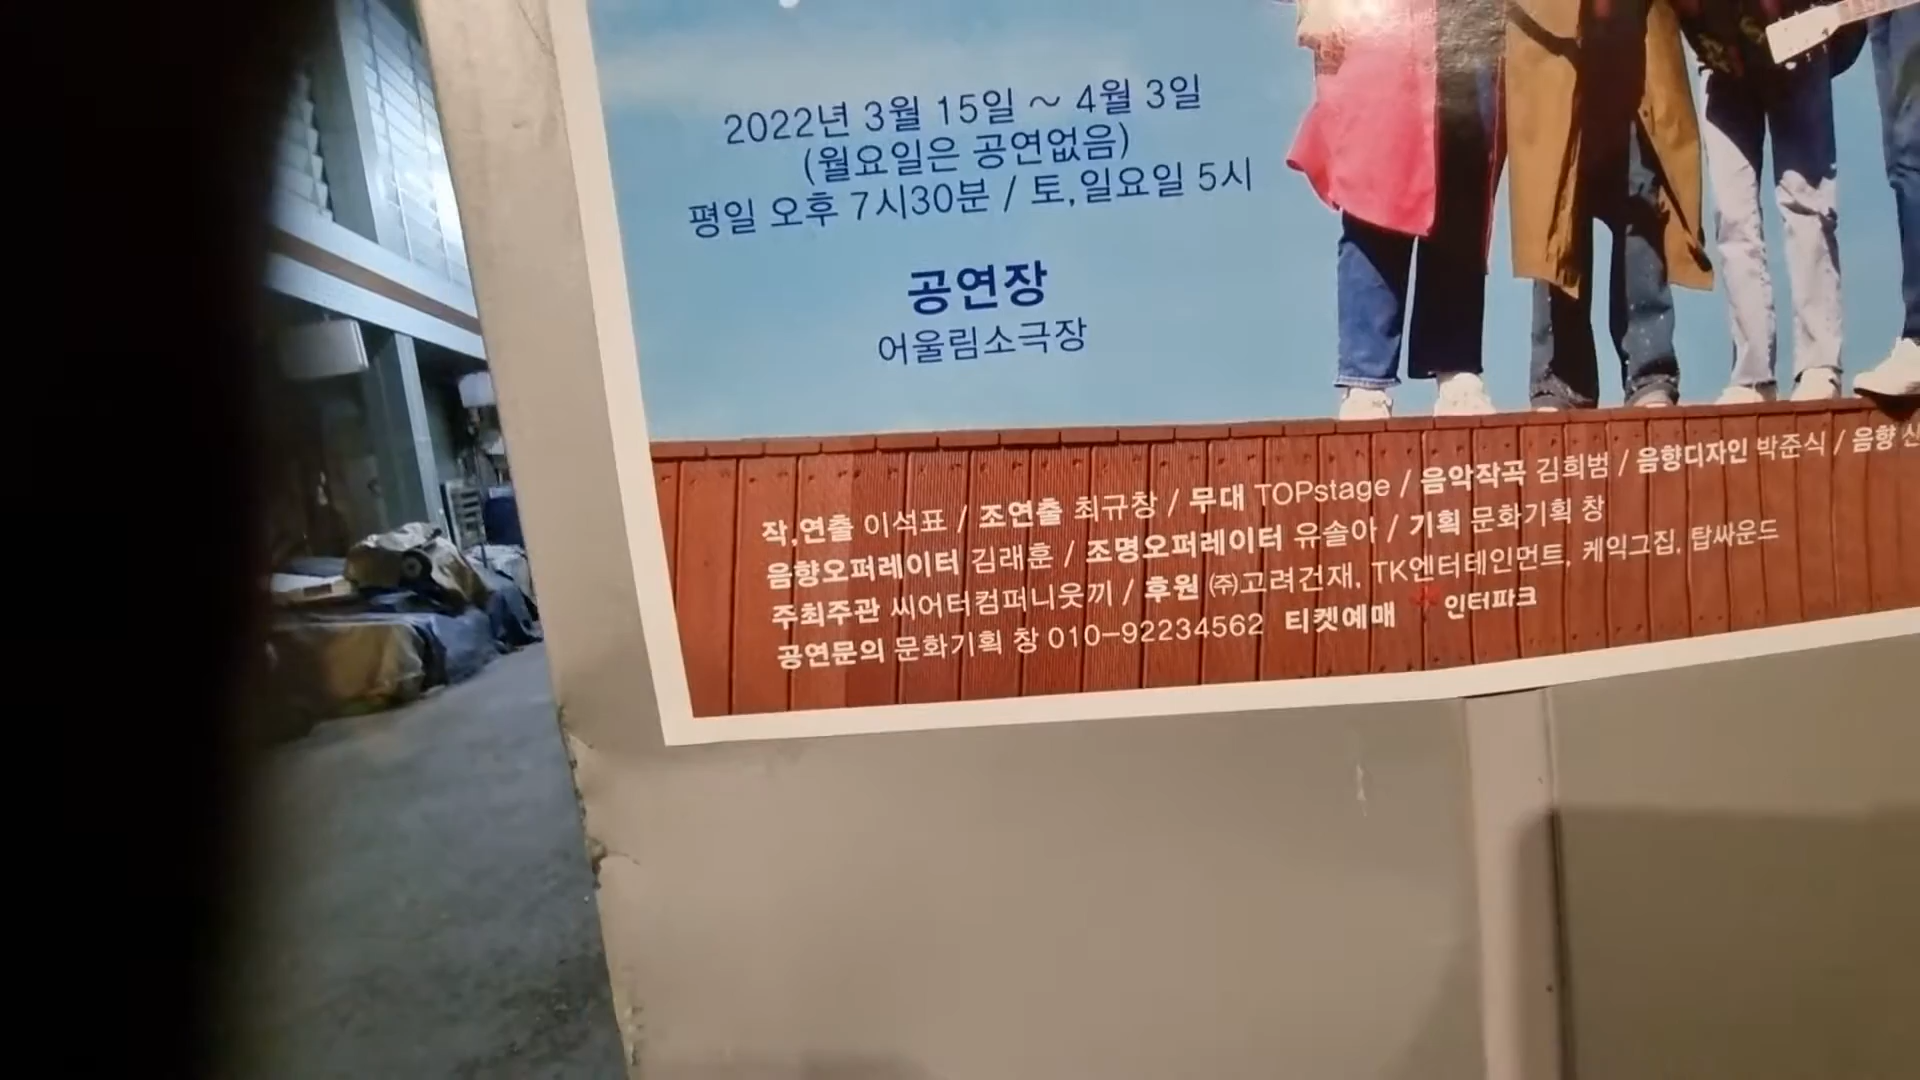 2022년 3월 15일 ~ 4월 3일
(월요일은 공연없음)
평일 오후 7시30분 / 토,일요일 5시
공연장
어울림소극장
작,연출 이석표 / 조연출 최규창 / 무대 TOPstage / 음악작곡 김희범 / 음향디자인 박준식 / 음향
음향오퍼레이터 김래훈 / 조명오퍼레이터 유솔아 / 기획 문화기획 창
주최주관 씨어터컴퍼니웃끼 / 후원 ㈜고려건재, TK엔터테인먼트, 케익그집, 탑싸운드
공연문의 문화기획 창 010-92234562 티켓예매 인터파크